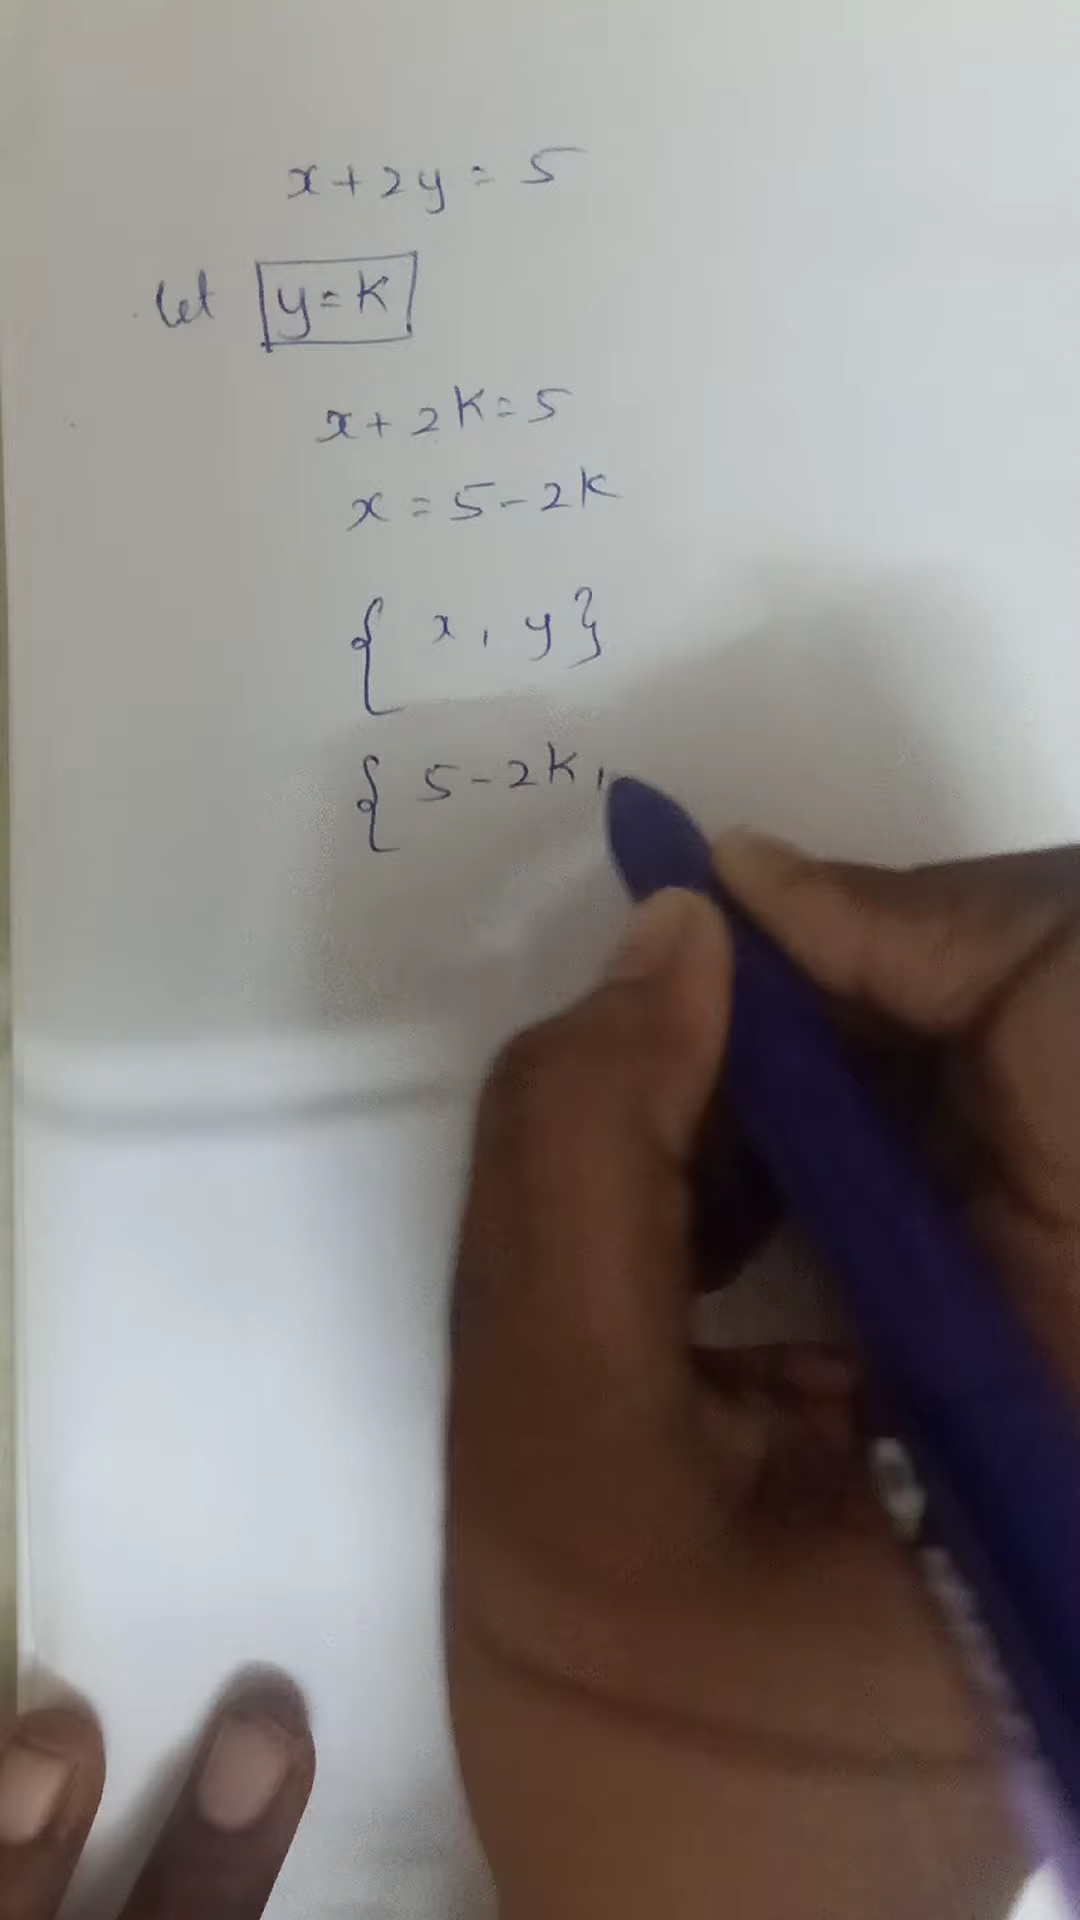 x+2y=5
let y=k
x+2k=5
x=5-2k
{x, y}
{5-2k,